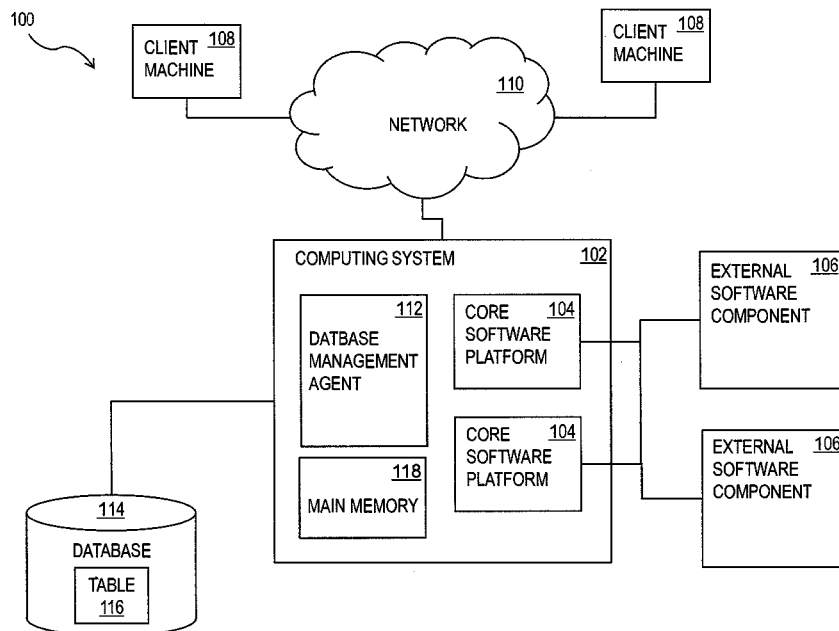 100
CLIENT 108
MACHINE
CLIENT 108
MACHINE
110
NETWORK
COMPUTING SYSTEM 102
112
DATBASE
MANAGEMENT
AGENT
CORE 104
SOFTWARE
PLATFORM
CORE 104
SOFTWARE
PLATFORM
118
MAIN MEMORY
106
EXTERNAL
SOFTWARE
COMPONENT
106
EXTERNAL
SOFTWARE
COMPONENT
114
DATABASE
TABLE
116